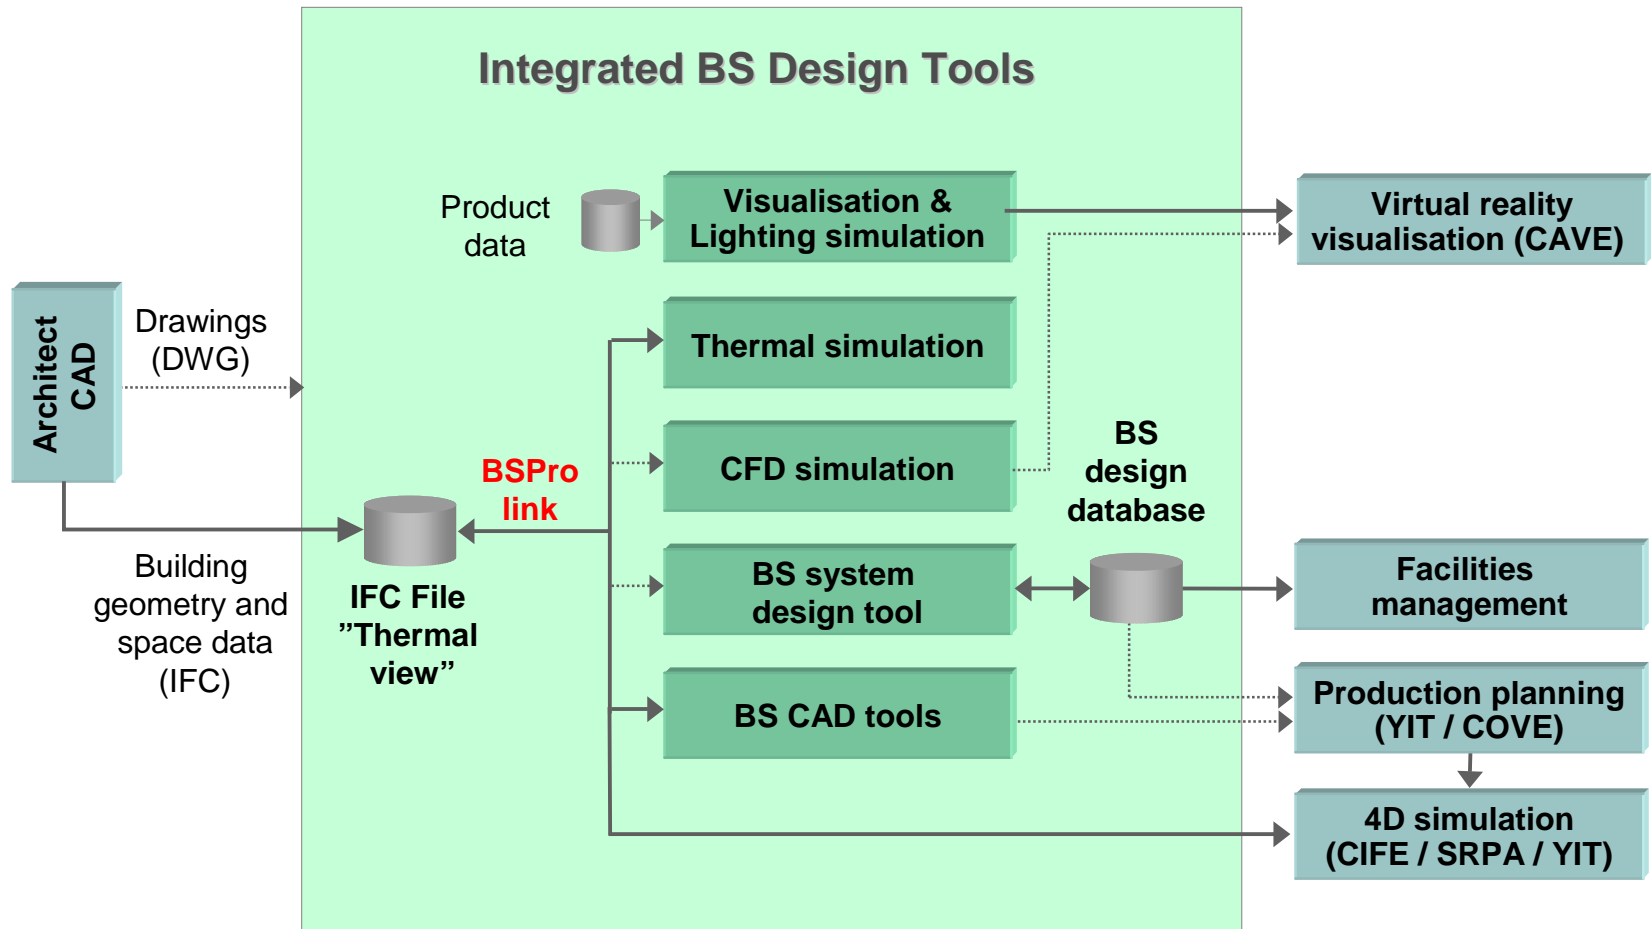 Integrated BS Design Tools
Product
data
Visualisation &
Lighting simulation
Virtual reality
visualisation (CAVE)
Architect
CAD
Drawings
(DWG)
Thermal simulation
BSPro
link
CFD simulation
BS
design
database
Building
geometry and
space data
(IFC)
IFC File
”Thermal
view”
BS system
design tool
Facilities
management
BS CAD tools
Production planning
(YIT / COVE)
4D simulation
(CIFE / SRPA / YIT)